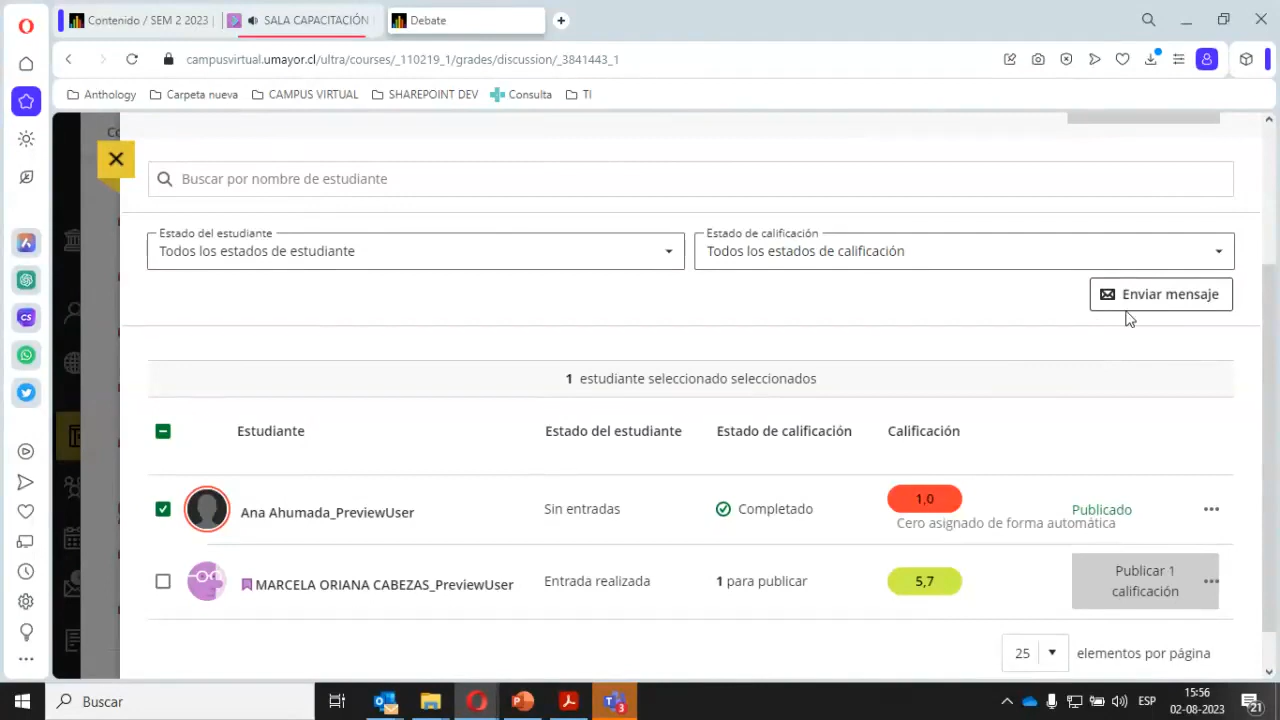 Contenido / SEM 2 2023
SALA CAPACITACIÓN
Debate
campusvirtual.umayor.cl/ultra/courses/_110219_1/grades/discussion/_3841443_1
Anthology
Carpeta nueva
CAMPUS VIRTUAL
SHAREPOINT DEV
Consulta
TI
Buscar por nombre de estudiante
Estado del estudiante
Todos los estados de estudiante
Estado de calificación
Todos los estados de calificación
Enviar mensaje
1 estudiante seleccionado seleccionados
Estudiante
Estado del estudiante
Estado de calificación
Calificación
Ana Ahumada_PreviewUser
Sin entradas
Completado
1,0
Cero asignado de forma automática
Publicado
MARCELA ORIANA CABEZAS_PreviewUser
Entrada realizada
1 para publicar
5,7
Publicar 1
calificación
25
elementos por página
Buscar
3
ESP
15:56
02-08-2023
21